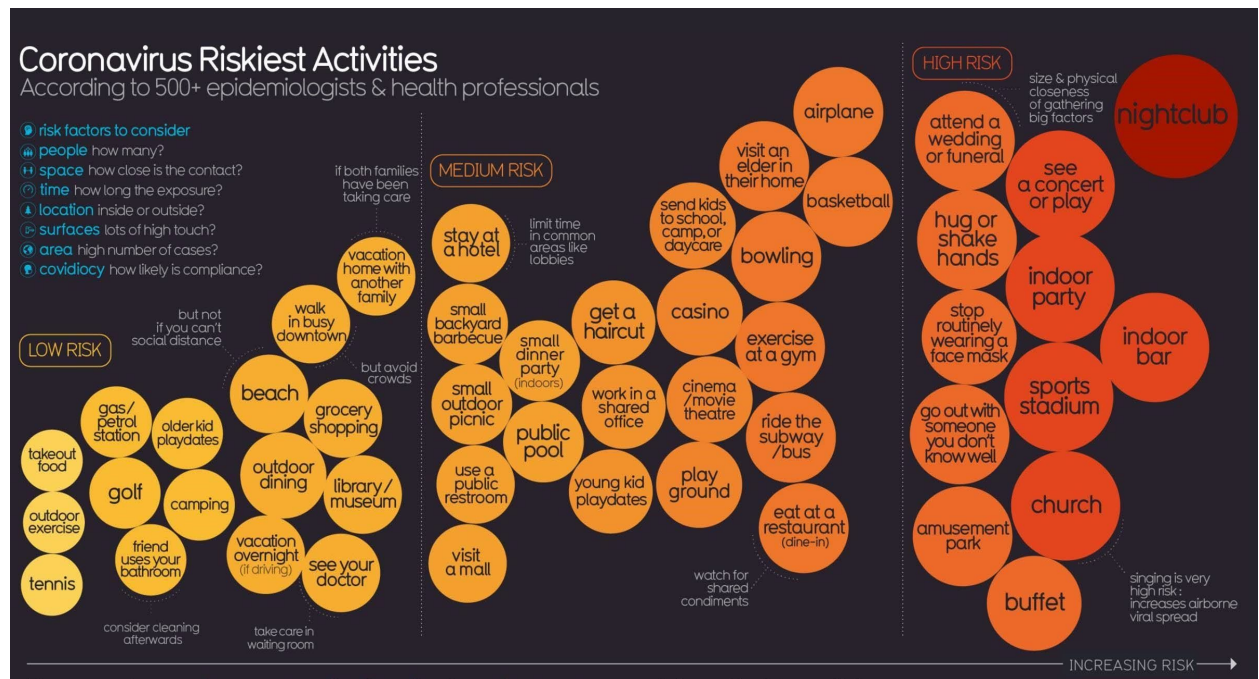 Coronavirus Riskiest Activities
According to 500+ epidemiologists & health professionals
risk factors to consider
people how many?
space how close is the contact?
time how long the exposure?
location inside or outside?
surfaces lots of high touch?
area high number of cases?
covidiocy how likely is compliance?
LOW RISK
takeout
food
outdoor
exercise
tennis
gas/
petrol
station
golf
friend
uses your
bathroom
consider cleaning
afterwards
older kid
playdates
camping
but not
if you can't
social distance
beach
outdoor
dining
vacation
overnight
(if driving)
walk
in busy
downtown
but avoid
crowds
grocery
shopping
library/
museum
see your
doctor
take care in
waiting room
if both families
have been
taking care
vacation
home with
another
family
MEDIUM RISK
stay at
a hotel
limit time
in common
areas like
lobbies
small
backyard
barbecue
small
outdoor
picnic
use a
public
restroom
visit
a mall
small
dinner
party
(indoors)
public
pool
get a
haircut
work in a
shared
office
young kid
playdates
send kids
to school,
camp, or
daycare
casino
cinema
/movie
theatre
play
ground
visit an
elder in
their home
bowling
exercise
at a gym
ride the
subway
/bus
eat at a
restaurant
(dine-in)
watch for
shared
condiments
airplane
basketball
HIGH RISK
size & physical
closeness
of gathering
big factors
attend a
wedding
or funeral
hug or
shake
hands
stop
routinely
wearing a
face mask
go out with
someone
you don't
know well
amusement
park
buffet
see
a concert
or play
indoor
party
sports
stadium
church
singing is very
high risk :
increases airborne
viral spread
nightclub
indoor
bar
INCREASING RISK